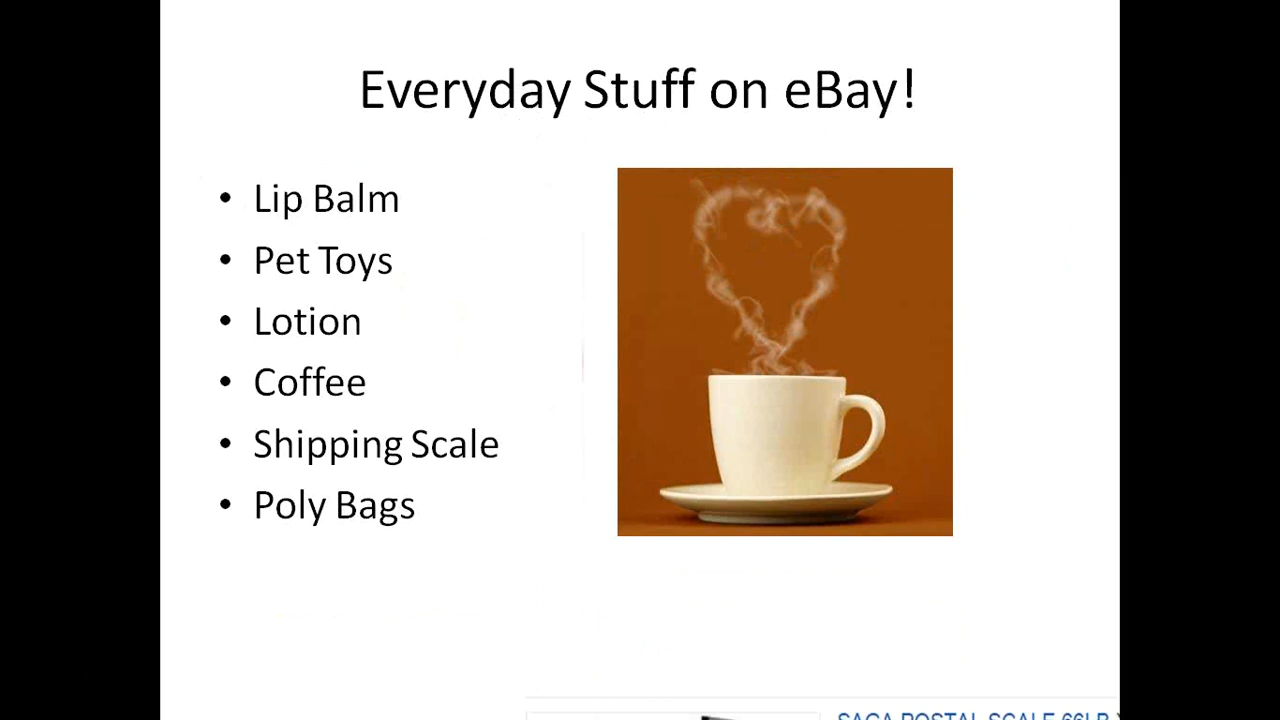 Everyday Stuff on eBay!
• Lip Balm
• Pet Toys
• Lotion
• Coffee
• Shipping Scale
• Poly Bags
SAGA POSTAL SCALE 66LB